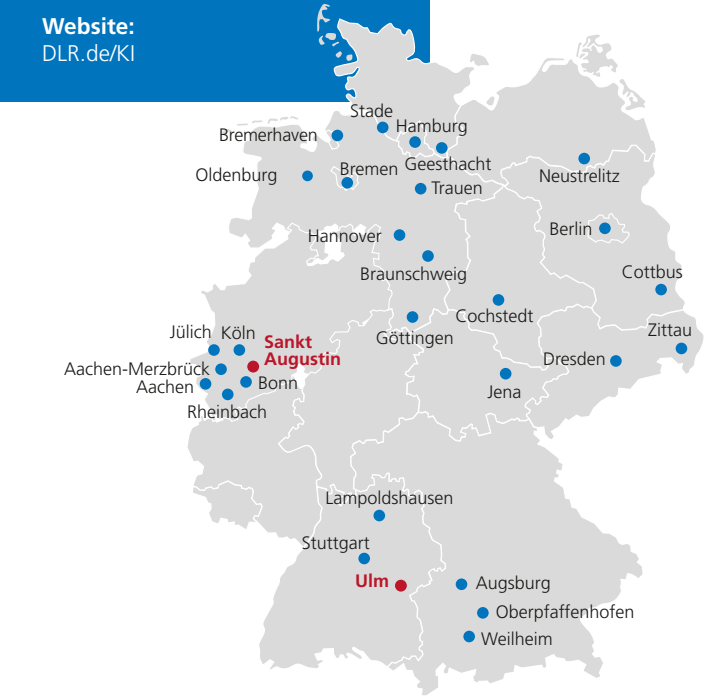 Website:
DLR.de/KI
Stade
Hamburg
Bremerhaven
Geesthacht
Bremen
Oldenburg
Trauen
Neustrelitz
Hannover
Berlin
Braunschweig
Cottbus
Cochstedt
Göttingen
Zittau
Jülich
Köln
Sankt
Augustin
Dresden
Aachen-Merzbrück
Aachen
Bonn
Jena
Rheinbach
Lampoldshausen
Stuttgart
Ulm
Augsburg
Oberpfaffenhofen
Weilheim